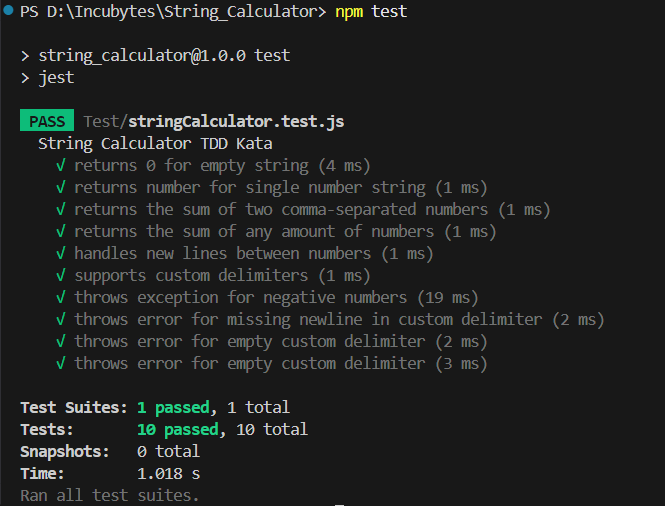 PS D:\Incubytes\String_Calculator> npm test
> string_calculator@1.0.0 test
> jest
PASS Test/stringCalculator.test.js
String Calculator TDD Kata
√ returns 0 for empty string (4 ms)
√ returns number for single number string (1 ms)
√ returns the sum of two comma-separated numbers (1 ms)
√ returns the sum of any amount of numbers (1 ms)
√ handles new lines between numbers (1 ms)
√ supports custom delimiters (1 ms)
√ throws exception for negative numbers (19 ms)
√ throws error for missing newline in custom delimiter (2 ms)
√ throws error for empty custom delimiter (2 ms)
√ throws error for empty custom delimiter (3 ms)
Test Suites: 1 passed, 1 total
Tests: 10 passed, 10 total
Snapshots: 0 total
Time: 1.018 s
Ran all test suites.